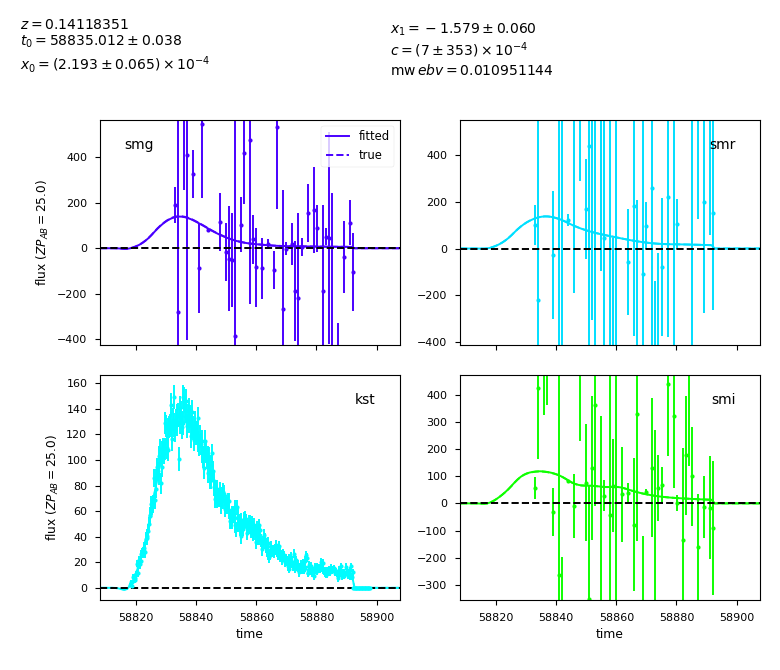 z = 0.14118351
t₀ = 58835.012 ± 0.038
x₀ = (2.193 ± 0.065) × 10⁻⁴
x₁ = −1.579 ± 0.060
c = (7 ± 353) × 10⁻⁴
mw ebv = 0.010951144
smg
fitted
true
400
200
0
−200
−400
flux (ZP_AB = 25.0)
smr
400
200
0
−200
−400
kst
160
140
120
100
80
60
40
20
0
flux (ZP_AB = 25.0)
58820 58840 58860 58880 58900
time
smi
400
300
200
100
0
−100
−200
−300
58820 58840 58860 58880 58900
time